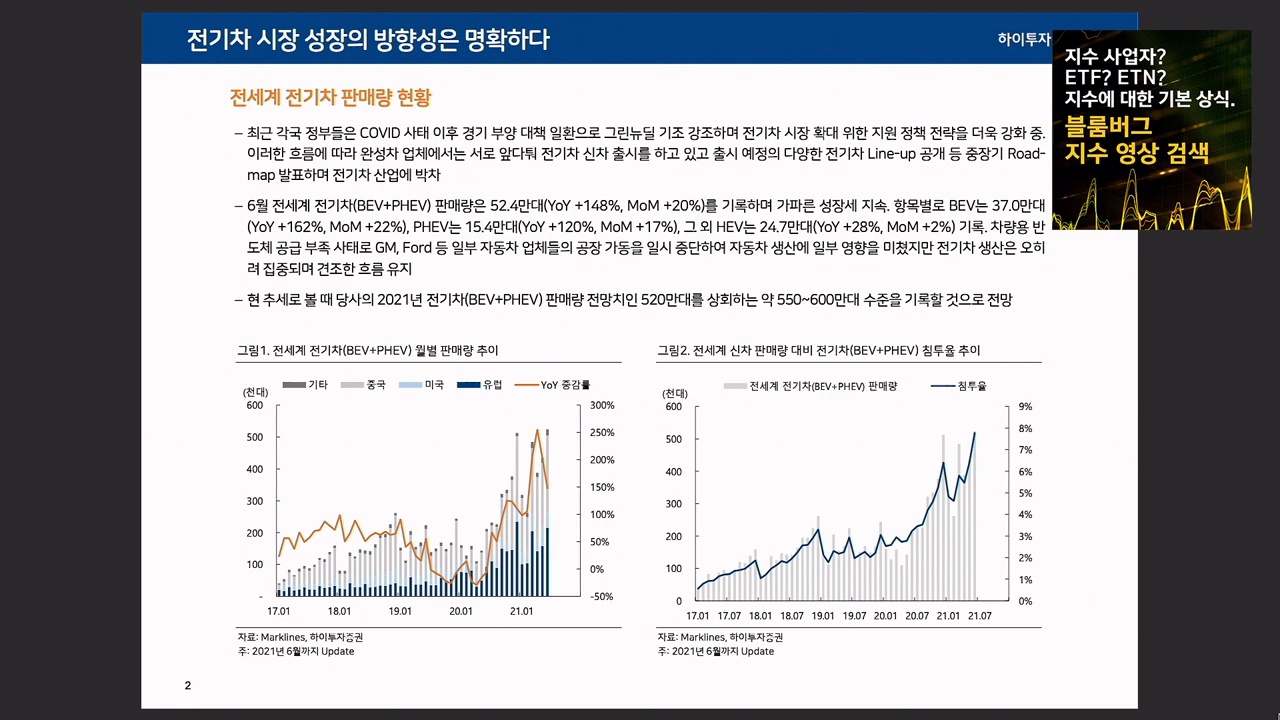 전기차 시장 성장의 방향성은 명확하다
하이투자
지수 사업자?
ETF? ETN?
지수에 대한 기본 상식.
블룸버그
지수 영상 검색
전세계 전기차 판매량 현황
– 최근 각국 정부들은 COVID 사태 이후 경기 부양 대책 일환으로 그린뉴딜 기조 강조하며 전기차 시장 확대 위한 지원 정책 전략을 더욱 강화 중.
이러한 흐름에 따라 완성차 업체에서는 서로 앞다퉈 전기차 신차 출시를 하고 있고 출시 예정의 다양한 전기차 Line-up 공개 등 중장기 Road-
map 발표하며 전기차 산업에 박차
– 6월 전세계 전기차(BEV+PHEV) 판매량은 52.4만대(YoY +148%, MoM +20%)를 기록하며 가파른 성장세 지속. 항목별로 BEV는 37.0만대
(YoY +162%, MoM +22%), PHEV는 15.4만대(YoY +120%, MoM +17%), 그 외 HEV는 24.7만대(YoY +28%, MoM +2%) 기록. 차량용 반
도체 공급 부족 사태로 GM, Ford 등 일부 자동차 업체들의 공장 가동을 일시 중단하여 자동차 생산에 일부 영향을 미쳤지만 전기차 생산은 오히
려 집중되며 견조한 흐름 유지
– 현 추세로 볼 때 당사의 2021년 전기차(BEV+PHEV) 판매량 전망치인 520만대를 상회하는 약 550~600만대 수준을 기록할 것으로 전망
그림1. 전세계 전기차(BEV+PHEV) 월별 판매량 추이
(천대)
기타 중국 미국 유럽 YoY 증감률
600 300%
500 250%
400 200%
300 150%
200 100%
100 50%
- 0%
-50%
17.01 18.01 19.01 20.01 21.01
자료: Marklines, 하이투자증권
주: 2021년 6월까지 Update
그림2. 전세계 신차 판매량 대비 전기차(BEV+PHEV) 침투율 추이
(천대)
전세계 전기차(BEV+PHEV) 판매량 침투율
600 9%
500 8%
400 7%
300 6%
200 5%
100 4%
0 3%
2%
1%
0%
17.01 17.07 18.01 18.07 19.01 19.07 20.01 20.07 21.01 21.07
자료: Marklines, 하이투자증권
주: 2021년 6월까지 Update
2